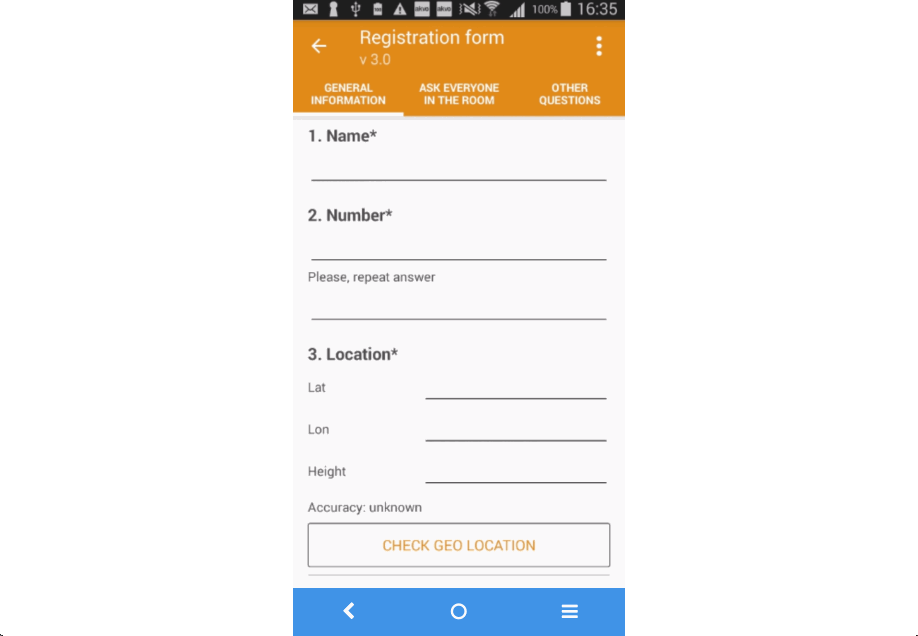 100% 16:35
Registration form
v 3.0
GENERAL
INFORMATION
ASK EVERYONE
IN THE ROOM
OTHER
QUESTIONS
1. Name*
2. Number*
Please, repeat answer
3. Location*
Lat
Lon
Height
Accuracy: unknown
CHECK GEO LOCATION